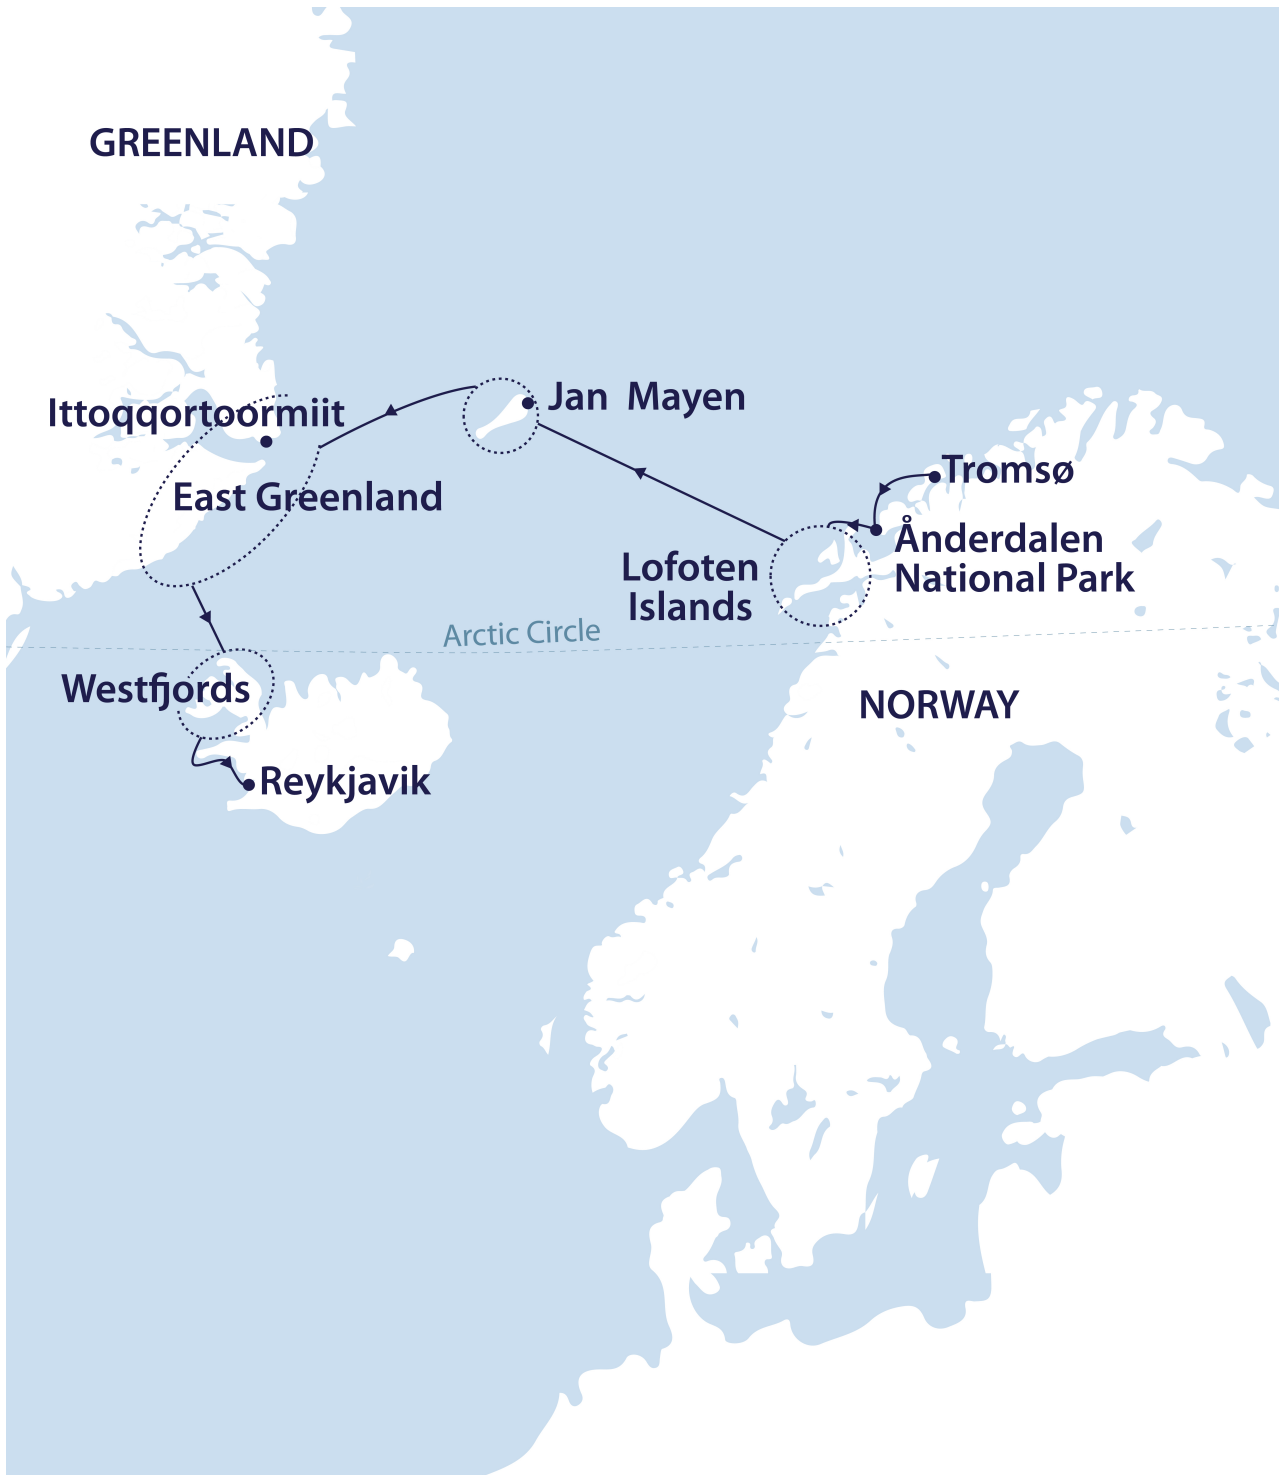 GREENLAND
Ittoqqortoormiit
Jan Mayen
Tromsø
East Greenland
Ånderdalen
National Park
Lofoten
Islands
Arctic Circle
Westfjords
NORWAY
Reykjavik